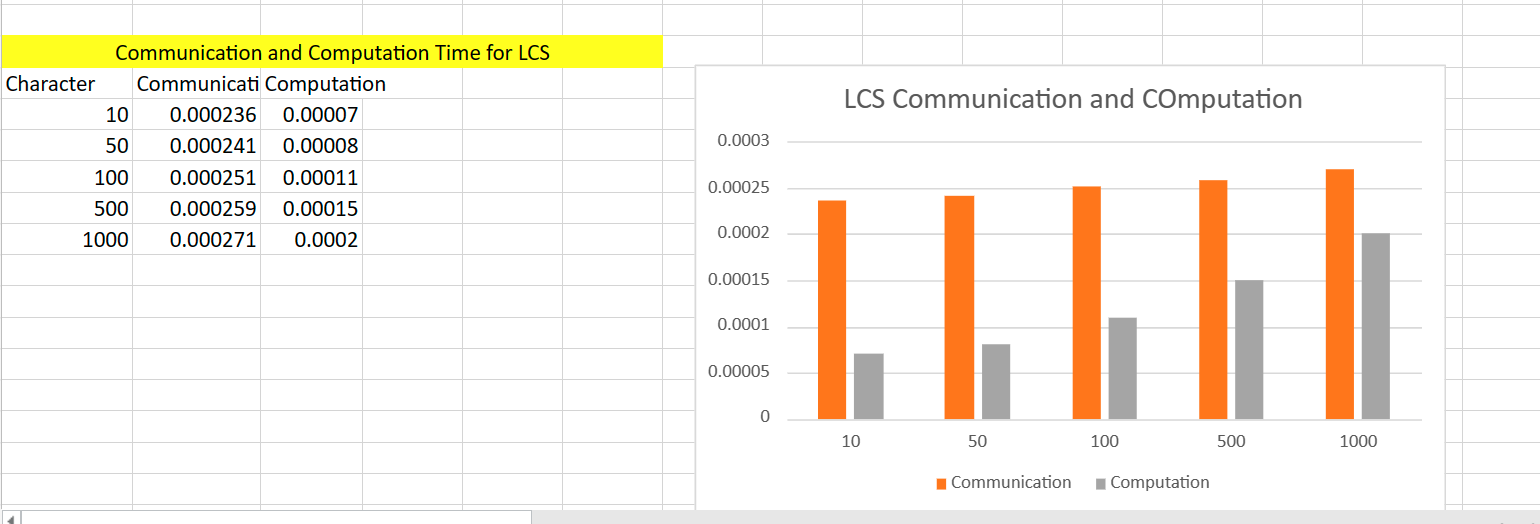 Communication and Computation Time for LCS
Character Communicati Computation
10 0.000236 0.00007
50 0.000241 0.00008
100 0.000251 0.00011
500 0.000259 0.00015
1000 0.000271 0.0002
LCS Communication and COmputation
0.0003
0.00025
0.0002
0.00015
0.0001
0.00005
0
10 50 100 500 1000
Communication Computation